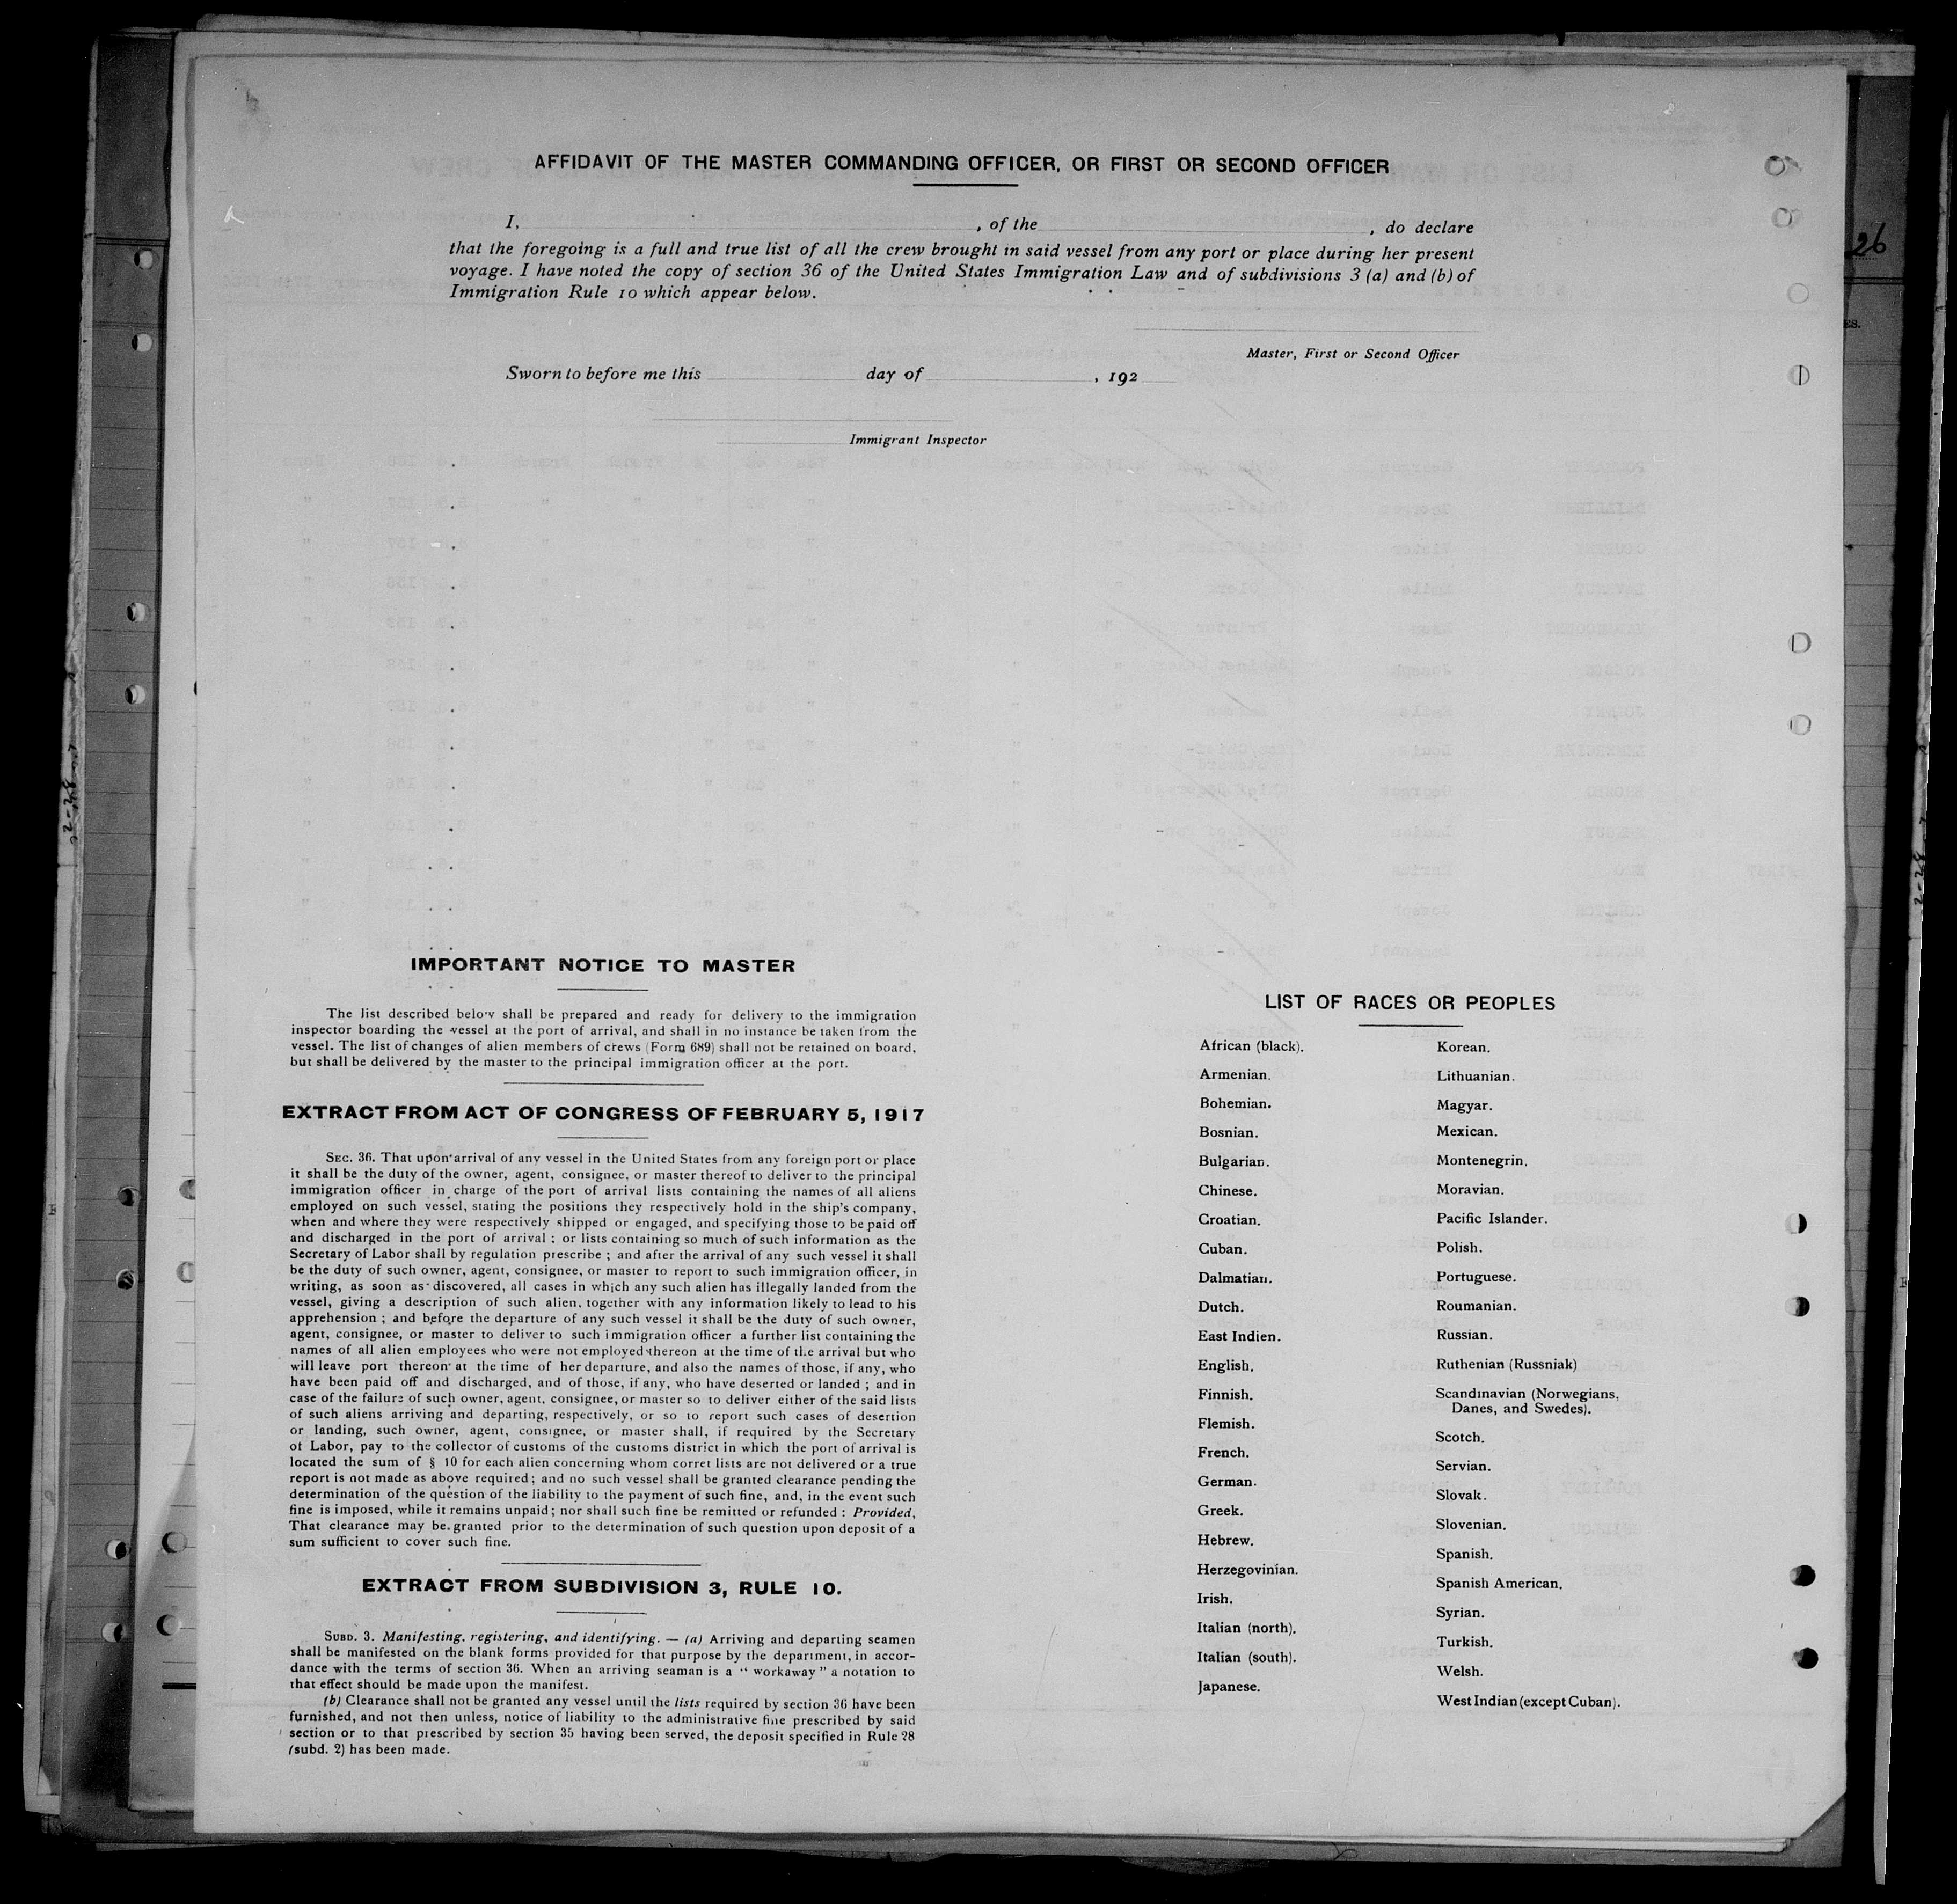 AFFIDAVIT OF THE MASTER COMMANDING OFFICER, OR FIRST OR SECOND OFFICER
I, , of the , do declare
that the foregoing is a full and true list of all the crew brought in said vessel from any port or place during her present
voyage. I have noted the copy of section 36 of the United States Immigration Law and of subdivisions 3 (a) and (b) of
Immigration Rule 10 which appear below.
Master, First or Second Officer
Sworn to before me this day of , 192
Immigrant Inspector
26
IMPORTANT NOTICE TO MASTER
The list described below shall be prepared and ready for delivery to the immigration
inspector boarding the vessel at the port of arrival, and shall in no instance be taken from the
vessel. The list of changes of alien members of crews (Form 689) shall not be retained on board,
but shall be delivered by the master to the principal immigration officer at the port.
EXTRACT FROM ACT OF CONGRESS OF FEBRUARY 5, 1917
SEC. 36. That upon arrival of any vessel in the United States from any foreign port or place
it shall be the duty of the owner, agent, consignee, or master thereof to deliver to the principal
immigration officer in charge of the port of arrival lists containing the names of all aliens
employed on such vessel, stating the positions they respectively hold in the ship's company,
when and where they were respectively shipped or engaged, and specifying those to be paid off
and discharged in the port of arrival : or lists containing so much of such information as the
Secretary of Labor shall by regulation prescribe ; and after the arrival of any such vessel it shall
be the duty of such owner, agent, consignee, or master to report to such immigration officer, in
writing, as soon as discovered, all cases in which any such alien has illegally landed from the
vessel, giving a description of such alien, together with any information likely to lead to his
apprehension ; and before the departure of any such vessel it shall be the duty of such owner,
agent, consignee, or master to deliver to such immigration officer a further list containing the
names of all alien employees who were not employed thereon at the time of the arrival but who
will leave port thereon at the time of her departure, and also the names of those, if any, who
have been paid off and discharged, and of those, if any, who have deserted or landed ; and in
case of the failure of such owner, agent, consignee, or master so to deliver either of the said lists
of such aliens arriving and departing, respectively, or so to report such cases of desertion
or landing, such owner, agent, consignee, or master shall, if required by the Secretary
of Labor, pay to the collector of customs of the customs district in which the port of arrival is
located the sum of § 10 for each alien concerning whom corret lists are not delivered or a true
report is not made as above required ; and no such vessel shall be granted clearance pending the
determination of the question of the liability to the payment of such fine, and, in the event such
fine is imposed, while it remains unpaid ; nor shall such fine be remitted or refunded : Provided,
That clearance may be granted prior to the determination of such question upon deposit of a
sum sufficient to cover such fine.
EXTRACT FROM SUBDIVISION 3, RULE 10.
SUBD. 3. Manifesting, registering, and identifying. — (a) Arriving and departing seamen
shall be manifested on the blank forms provided for that purpose by the department, in accor-
dance with the terms of section 36. When an arriving seaman is a " workaway " a notation to
that effect should be made upon the manifest.
(b) Clearance shall not be granted any vessel until the lists required by section 36 have been
furnished, and not then unless, notice of liability to the administrative fine prescribed by said
section or to that prescribed by section 35 having been served, the deposit specified in Rule 28
(subd. 2) has been made.
LIST OF RACES OR PEOPLES
African (black).
Armenian.
Bohemian.
Bosnian.
Bulgarian.
Chinese.
Croatian.
Cuban.
Dalmatian.
Dutch.
East Indien.
English.
Finnish.
Flemish.
French.
German.
Greek.
Hebrew.
Herzegovinian.
Irish.
Italian (north).
Italian (south).
Japanese.
Korean.
Lithuanian.
Magyar.
Mexican.
Montenegrin.
Moravian.
Pacific Islander.
Polish.
Portuguese.
Roumanian.
Russian.
Ruthenian (Russniak)
Scandinavian (Norwegians,
Danes, and Swedes).
Scotch.
Servian.
Slovak.
Slovenian.
Spanish.
Spanish American.
Syrian.
Turkish.
Welsh.
West Indian (except Cuban).